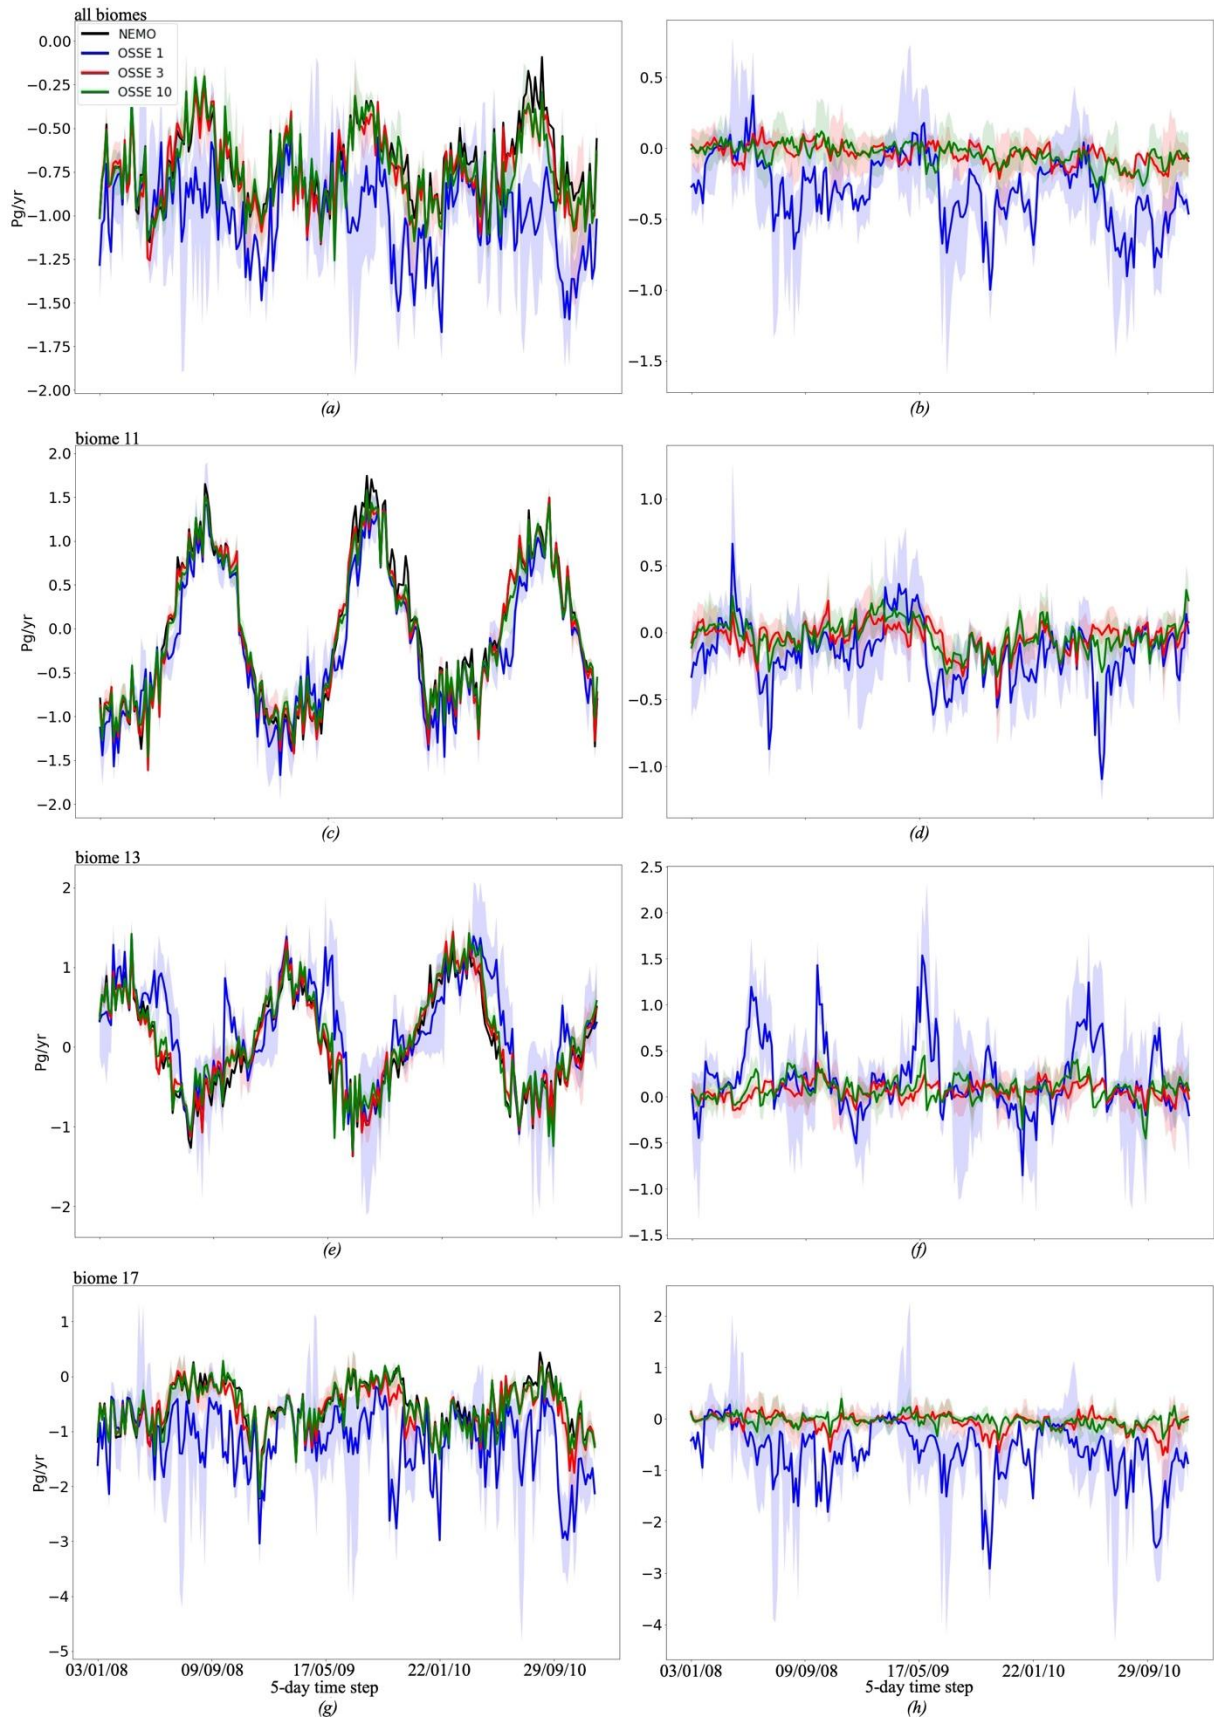 all biomes
NEMO
OSSE 1
OSSE 3
OSSE 10
0.00
−0.25
−0.50
−0.75
−1.00
−1.25
−1.50
−1.75
−2.00
Pg/yr
(a)
0.5
0.0
−0.5
−1.0
−1.5
(b)
biome 11
2.0
1.5
1.0
0.5
0.0
−0.5
−1.0
−1.5
−2.0
Pg/yr
(c)
1.0
0.5
0.0
−0.5
−1.0
(d)
biome 13
2
1
0
−1
−2
Pg/yr
(e)
2.5
2.0
1.5
1.0
0.5
0.0
−0.5
−1.0
−1.5
(f)
biome 17
1
0
−1
−2
−3
−4
−5
Pg/yr
03/01/08 09/09/08 17/05/09 22/01/10 29/09/10
5-day time step
(g)
2
1
0
−1
−2
−3
−4
03/01/08 09/09/08 17/05/09 22/01/10 29/09/10
5-day time step
(h)